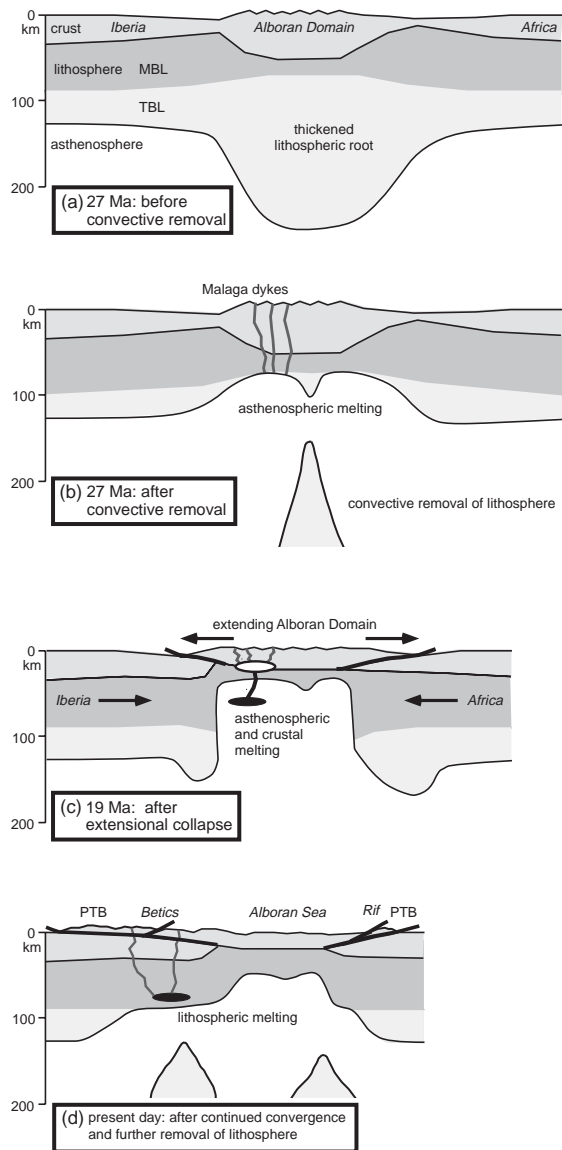 0
km
100
200
crust
Iberia
Alboran Domain
Africa
lithosphere
MBL
TBL
asthenosphere
thickened
lithospheric root
(a) 27 Ma: before
convective removal
Malaga dykes
0
km
100
200
asthenospheric melting
(b) 27 Ma: after
convective removal
convective removal of lithosphere
extending Alboran Domain
0
km
100
200
Iberia
Africa
asthenospheric
and crustal
melting
(c) 19 Ma: after
extensional collapse
PTB
Betics
Alboran Sea
Rif
PTB
0
km
100
200
lithospheric melting
(d) present day: after continued convergence
and further removal of lithosphere